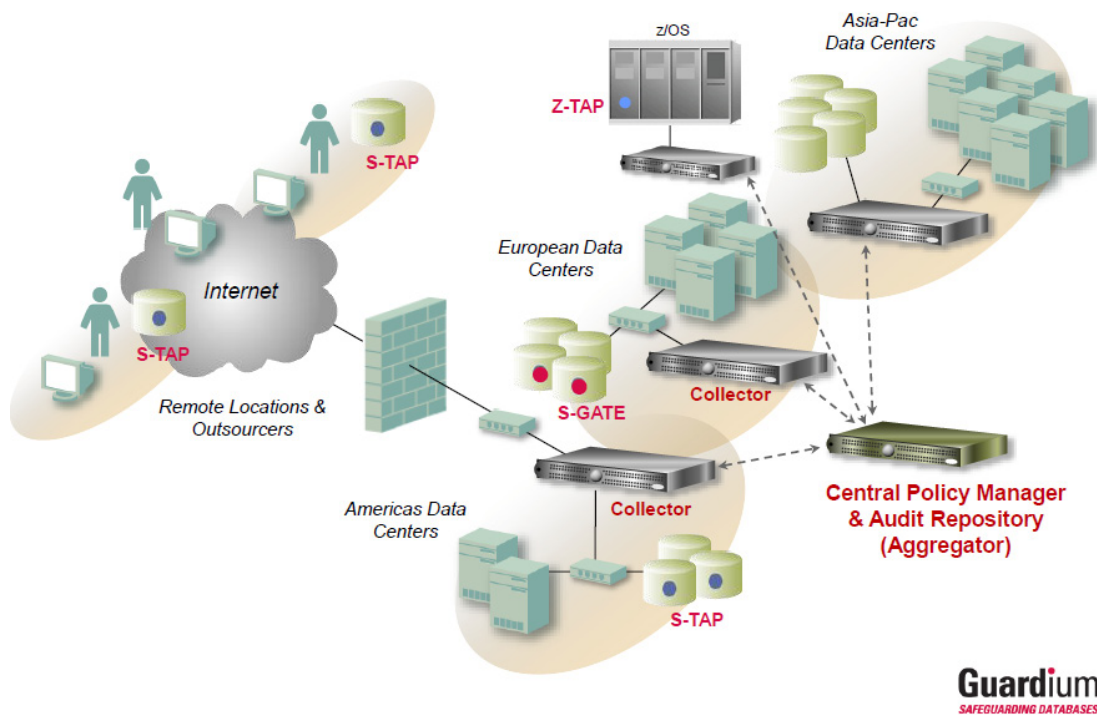 z/OS
Asia-Pac
Data Centers
Z-TAP
S-TAP
European Data
Centers
Internet
S-TAP
Remote Locations &
Outsourcers
S-GATE
Collector
Americas Data
Centers
Collector
Central Policy Manager
& Audit Repository
(Aggregator)
S-TAP
Guardium
SAFEGUARDING DATABASES